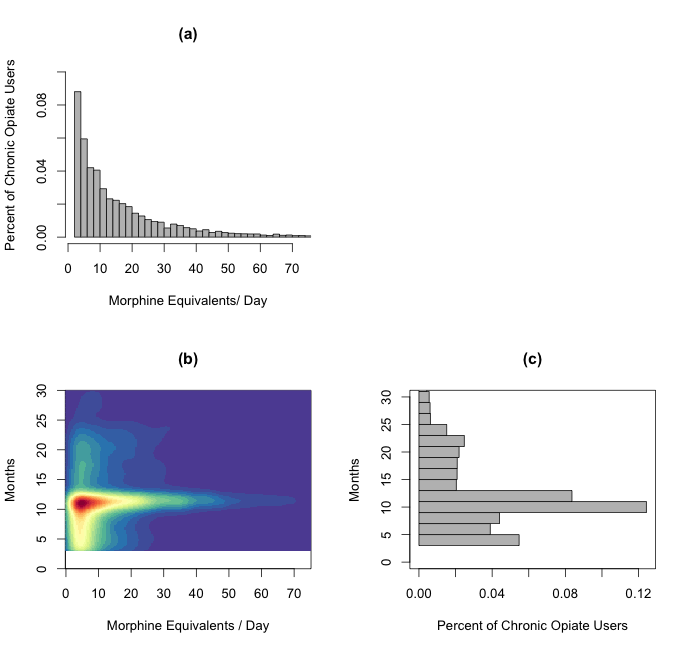 (a)
Percent of Chronic Opiate Users
0.08
0.04
0.00
0 10 20 30 40 50 60 70
Morphine Equivalents/ Day
(b)
Months
30
25
20
15
10
5
0
0 10 20 30 40 50 60 70
Morphine Equivalents / Day
(c)
Months
30
25
20
15
10
5
0
0.00 0.04 0.08 0.12
Percent of Chronic Opiate Users